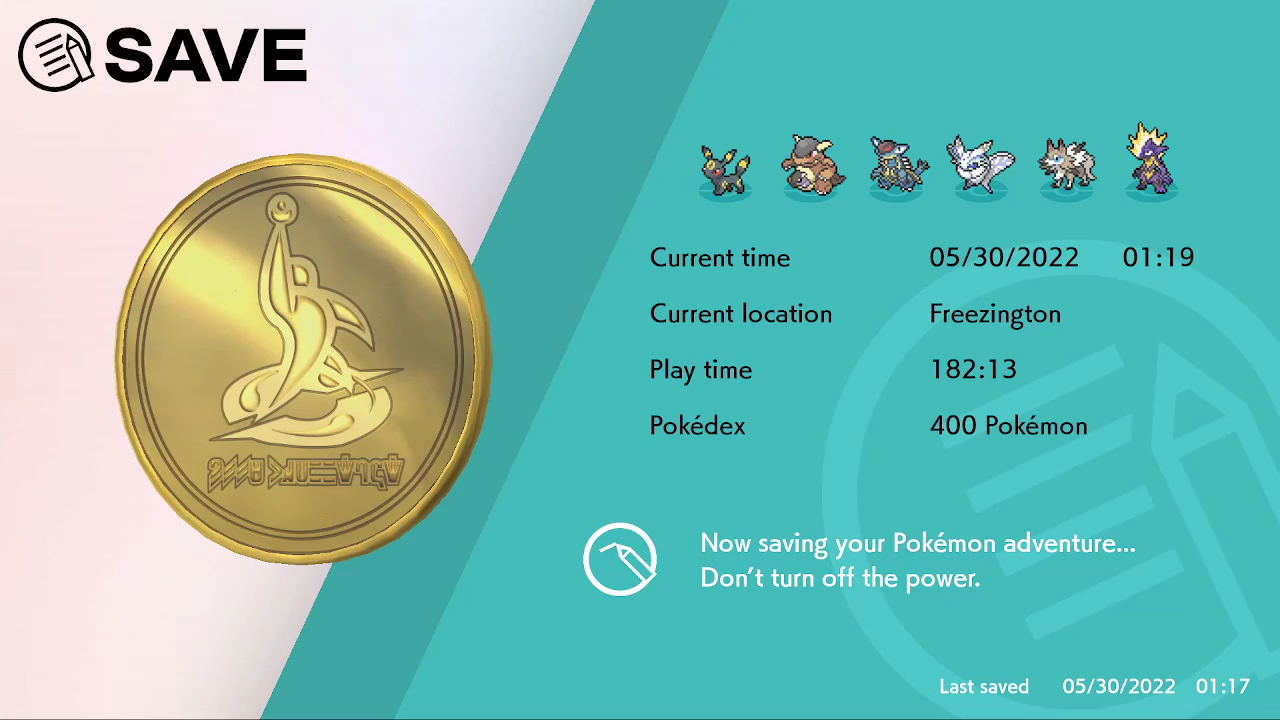 SAVE
Current time 05/30/2022 01:19
Current location Freezington
Play time 182:13
Pokédex 400 Pokémon
Now saving your Pokémon adventure...
Don't turn off the power.
Last saved 05/30/2022 01:17